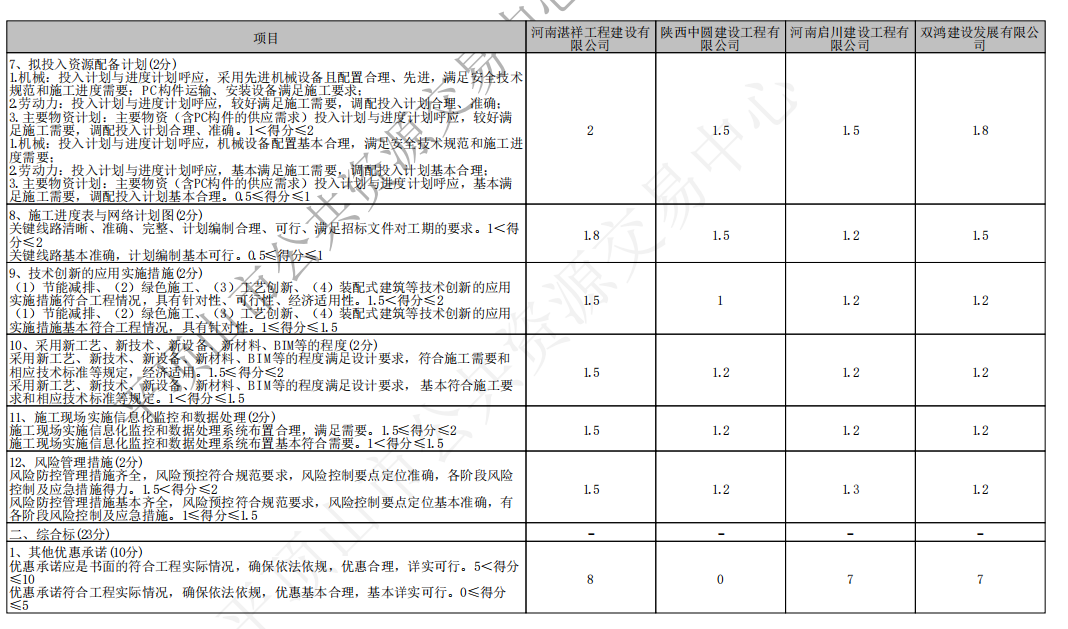 项目
河南湛祥工程建设有
限公司
陕西中圆建设工程有
限公司
河南启川建设工程有
限公司
双鸿建设发展有限公
司
7、拟投入资源配备计划(2分)
1.机械：投入计划与进度计划呼应，采用先进机械设备且配置合理、先进，满足安全技术
规范和施工进度需要；PC构件运输、安装设备满足施工要求；
2.劳动力：投入计划与进度计划呼应，较好满足施工需要，调配投入计划合理、准确；
3.主要物资计划：主要物资（含PC构件的供应需求）投入计划与进度计划呼应，较好满
足施工需要，调配投入计划合理、准确。1<得分≤2
1.机械：投入计划与进度计划呼应，机械设备配置基本合理，满足安全技术规范和施工进
度需要；
2.劳动力：投入计划与进度计划呼应，基本满足施工需要，调配投入计划基本合理；
3.主要物资计划：主要物资（含PC构件的供应需求）投入计划与进度计划呼应，基本满
足施工需要，调配投入计划基本合理。0.5≤得分≤1
2
1.5
1.5
1.8
8、施工进度表与网络计划图(2分)
关键线路清晰、准确、完整、计划编制合理、可行、满足招标文件对工期的要求。1<得
分≤2
关键线路基本准确，计划编制基本可行。0.5≤得分≤1
1.8
1.5
1.2
1.5
9、技术创新的应用实施措施(2分)
（1）节能减排、（2）绿色施工、（3）工艺创新、（4）装配式建筑等技术创新的应用
实施措施符合工程情况，具有针对性、可行性、经济适用性。1.5<得分≤2
（1）节能减排、（2）绿色施工、（3）工艺创新、（4）装配式建筑等技术创新的应用
实施措施基本符合工程情况，具有针对性。1≤得分≤1.5
1.5
1
1.2
1.2
10、采用新工艺、新技术、新设备、新材料、BIM等的程度(2分)
采用新工艺、新技术、新设备、新材料、BIM等的程度满足设计要求，符合施工需要和
相应技术标准等规定，经济适用。1.5≤得分≤2
采用新工艺、新技术、新设备、新材料、BIM等的程度满足设计要求， 基本符合施工要
求和相应技术标准等规定。1<得分≤1.5
1.5
1.2
1.2
1.2
11、施工现场实施信息化监控和数据处理(2分)
施工现场实施信息化监控和数据处理系统布置合理，满足需要。1.5≤得分≤2
施工现场实施信息化监控和数据处理系统布置基本符合需要。1<得分≤1.5
1.5
1.2
1.2
1.2
12、风险管理措施(2分)
风险防控管理措施齐全，风险预控符合规范要求，风险控制要点定位准确，各阶段风险
控制及应急措施得力。1.5<得分≤2
风险防控管理措施基本齐全，风险预控符合规范要求，风险控制要点定位基本准确，有
各阶段风险控制及应急措施。1≤得分≤1.5
1.5
1.2
1.3
1.2
二、综合标(23分)
-
-
-
-
1、其他优惠承诺(10分)
优惠承诺应是书面的符合工程实际情况，确保依法依规，优惠合理，详实可行。5<得分
≤10
优惠承诺符合工程实际情况，确保依法依规，优惠基本合理，基本详实可行。0≤得分
≤5
8
0
7
7
平顶山市公共资源交易中心
平顶山市公共资源交易中心